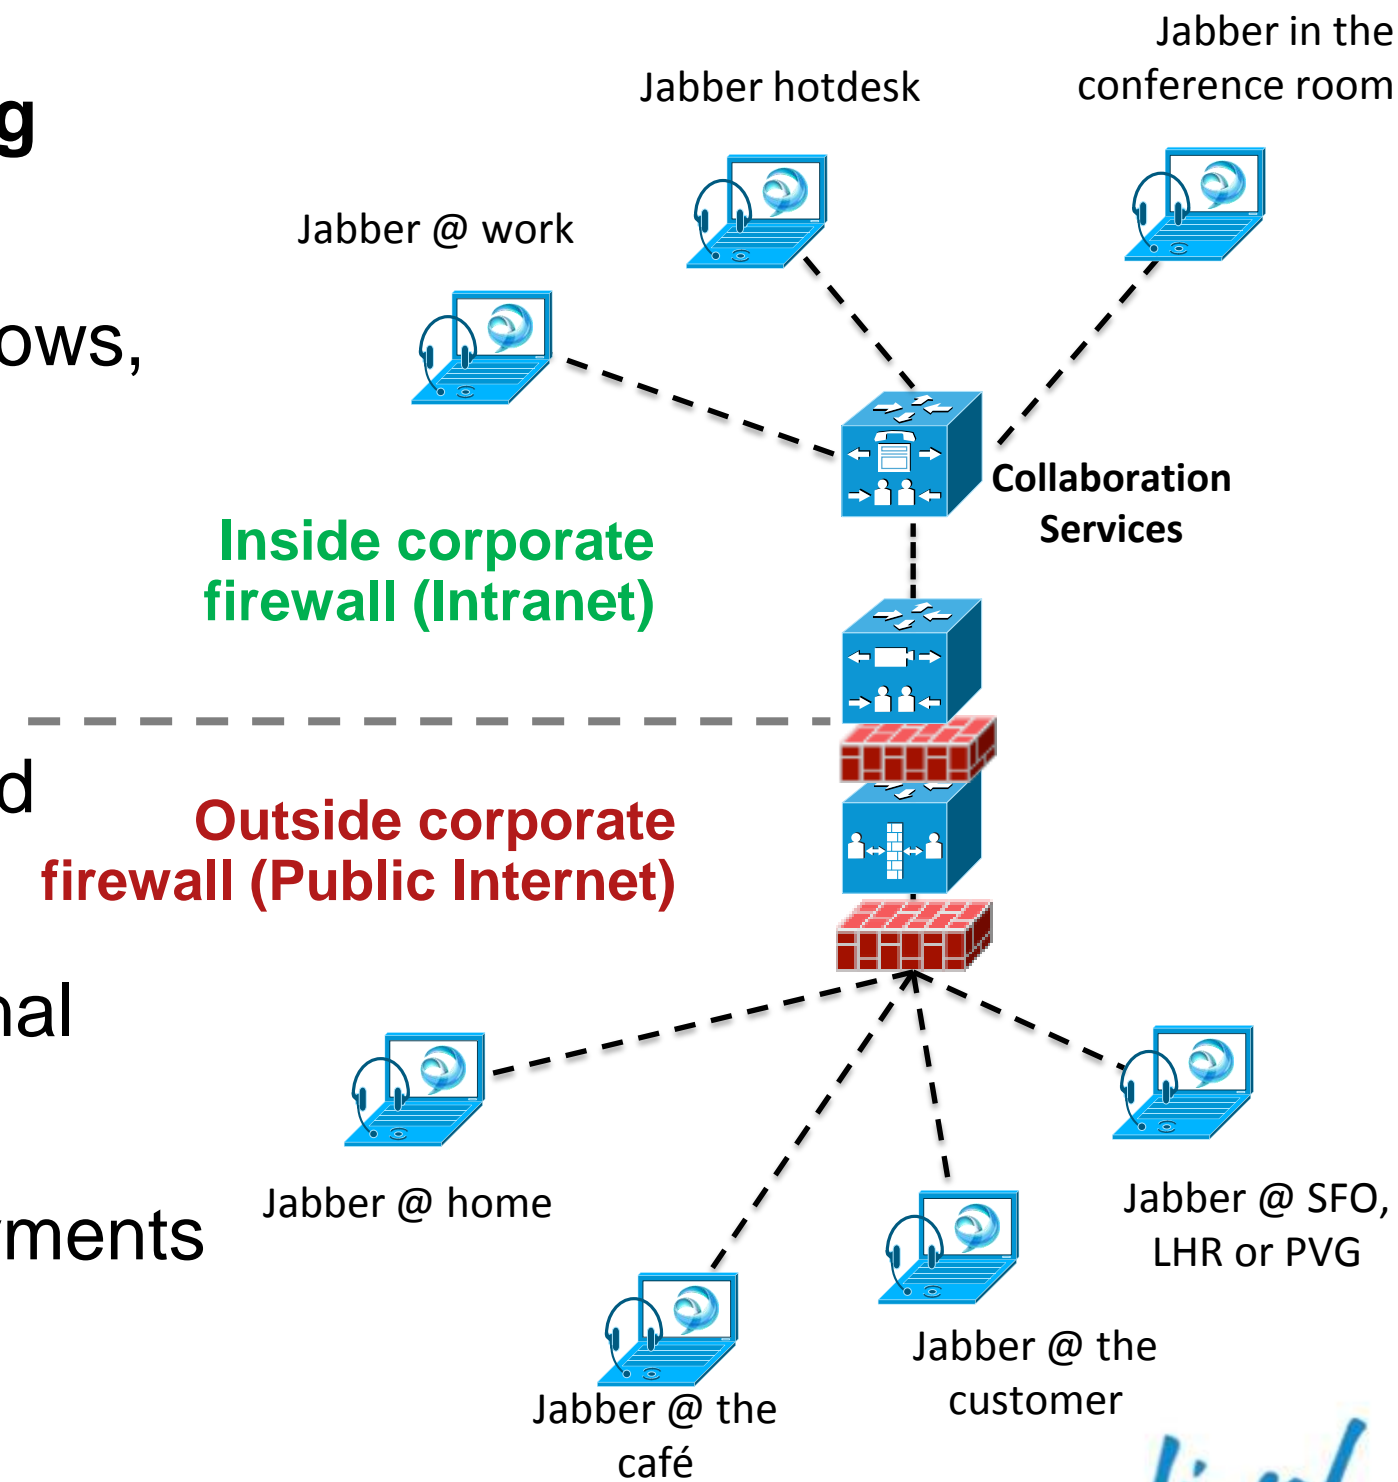 Jabber in the
conference room
Jabber hotdesk
g
Jabber @ work
ows,
Collaboration
Services
Inside corporate
firewall (Intranet)
d
Outside corporate
firewall (Public Internet)
nal
Jabber @ home
Jabber @ SFO,
LHR or PVG
ments
Jabber @ the
customer
Jabber @ the
café